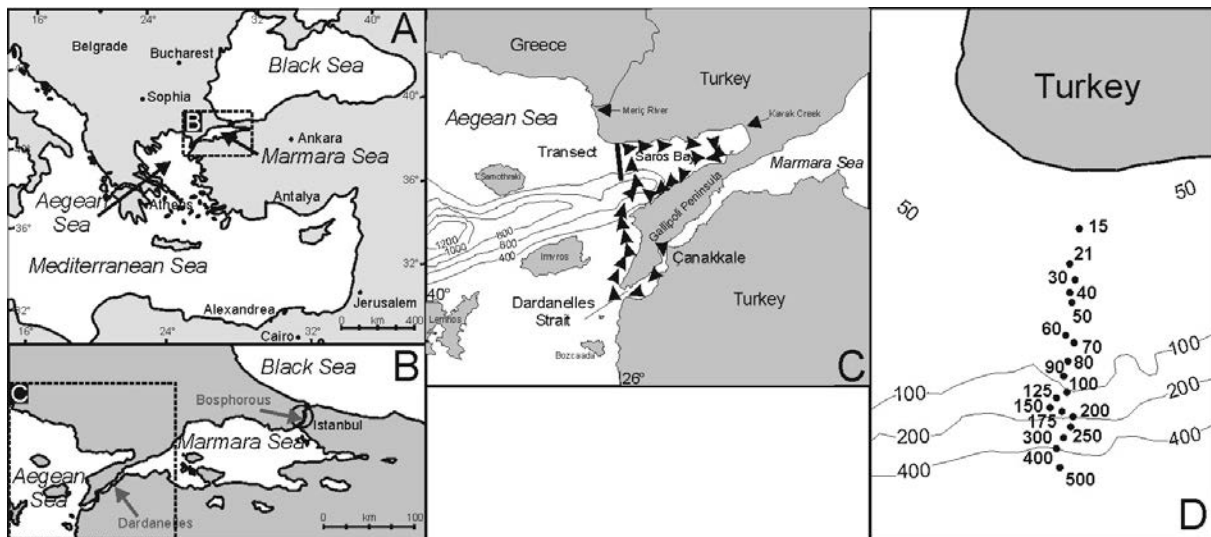 16°
24°
32
40°
A
Belgrade
Bucharest
Black Sea
Sophia
B
Ankara
Marmara Sea
Aegean
Sea
Athens
Antalya
36°
Mediterranean Sea
Alexandrea
Jerusalem
Cairo
16°
24°
32°
0 km 400
B
C
Black Sea
Bosphorous
Istanbul
Marmara Sea
Aegean
Sea
Dardanelles
0 km 100
Greece
Turkey
40°
Meriç River
Kavak Creek
Aegean Sea
Transect
Saros Bay
Marmara Sea
Samothraki
36°
Gallipoli Peninsula
800
600
400
1200
1000
Imvros
32°
Çanakkale
40°
Dardanelles
Strait
Turkey
Lemnos
Bozcaada
26°
C
Turkey
50
50
15
21
30
40
50
60
70
80
90
100
100
100
125
150
175
200
200
200
250
300
400
400
400
500
D